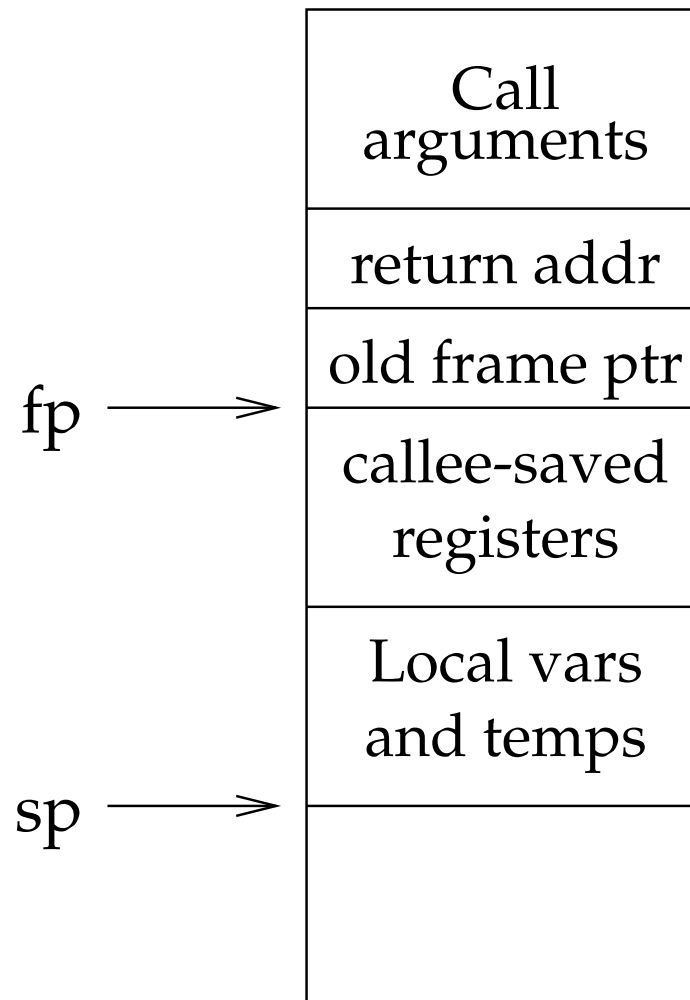 Call
arguments
return addr
old frame ptr
fp
callee-saved
registers
Local vars
and temps
sp